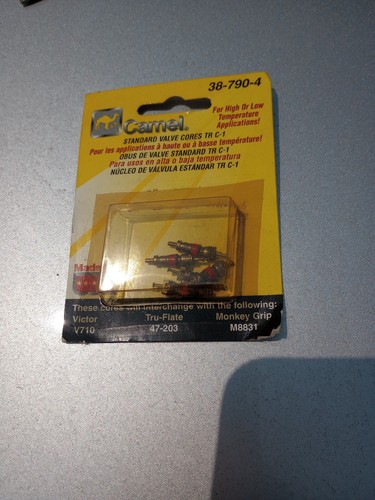 38-790-4
Camel®
For High Or Low
Temperature
Applications!
STANDARD VALVE CORES TR C-1
Pour les applications à haute ou à basse température!
OBUS DE VALVE STANDARD TR C-1
Para usos en alta o baja temperatura
NÚCLEO DE VÁLVULA ESTÁNDAR TR C-1
Made
These cores will interchange with the following:
Victor Tru-Flate Monkey Grip
V710 47-203 M8831